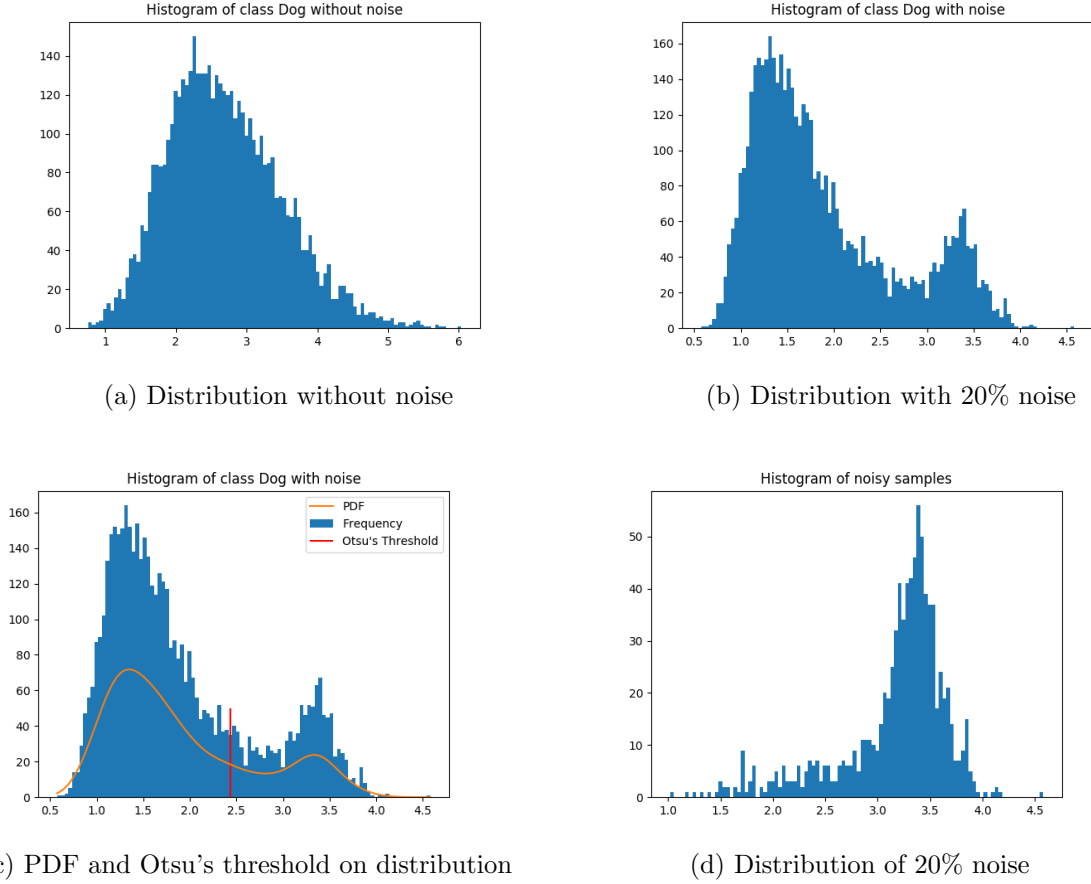 Histogram of class Dog without noise
140
120
100
80
60
40
20
0
1 2 3 4 5 6
(a) Distribution without noise
Histogram of class Dog with noise
160
140
120
100
80
60
40
20
0
0.5 1.0 1.5 2.0 2.5 3.0 3.5 4.0 4.5
(b) Distribution with 20% noise
Histogram of class Dog with noise
PDF
Frequency
Otsu's Threshold
160
140
120
100
80
60
40
20
0
0.5 1.0 1.5 2.0 2.5 3.0 3.5 4.0 4.5
) PDF and Otsu's threshold on distribution
Histogram of noisy samples
50
40
30
20
10
0
1.0 1.5 2.0 2.5 3.0 3.5 4.0 4.5
(d) Distribution of 20% noise